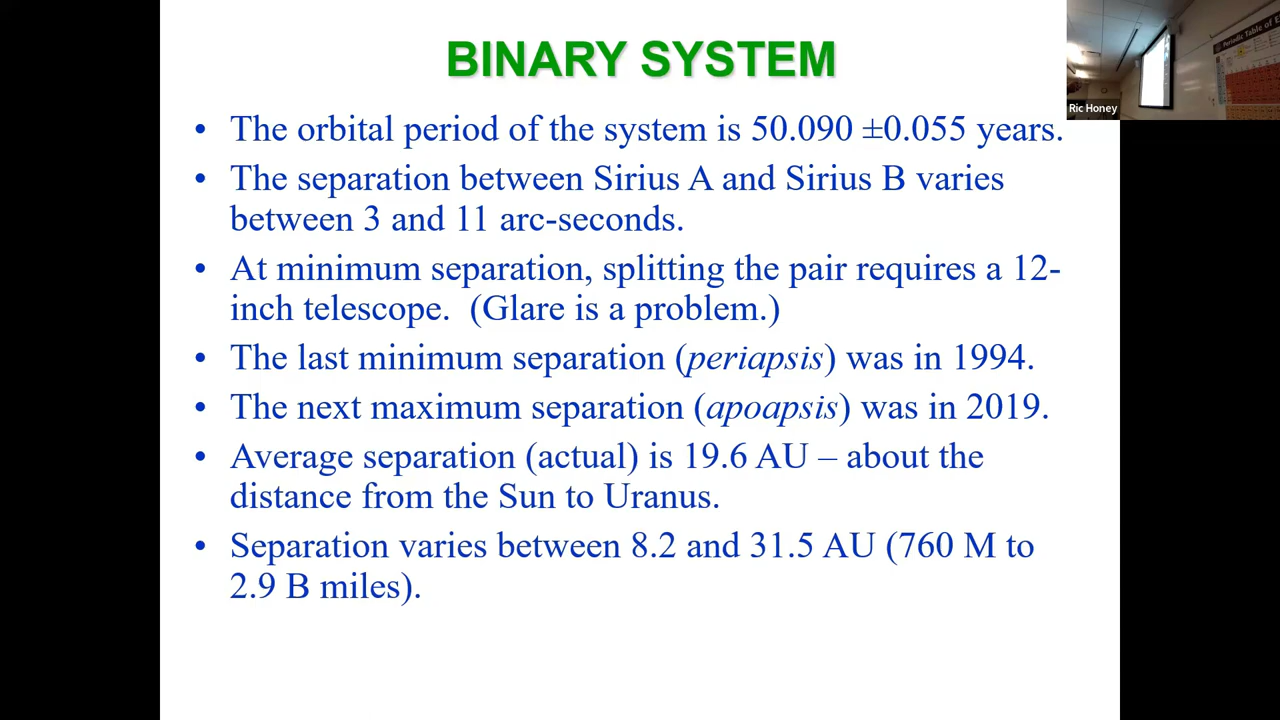 BINARY SYSTEM
• The orbital period of the system is 50.090 ±0.055 years.
• The separation between Sirius A and Sirius B varies
between 3 and 11 arc-seconds.
• At minimum separation, splitting the pair requires a 12-
inch telescope.  (Glare is a problem.)
• The last minimum separation (periapsis) was in 1994.
• The next maximum separation (apoapsis) was in 2019.
• Average separation (actual) is 19.6 AU – about the
distance from the Sun to Uranus.
• Separation varies between 8.2 and 31.5 AU (760 M to
2.9 B miles).
Ric Honey
Periodic Table of E